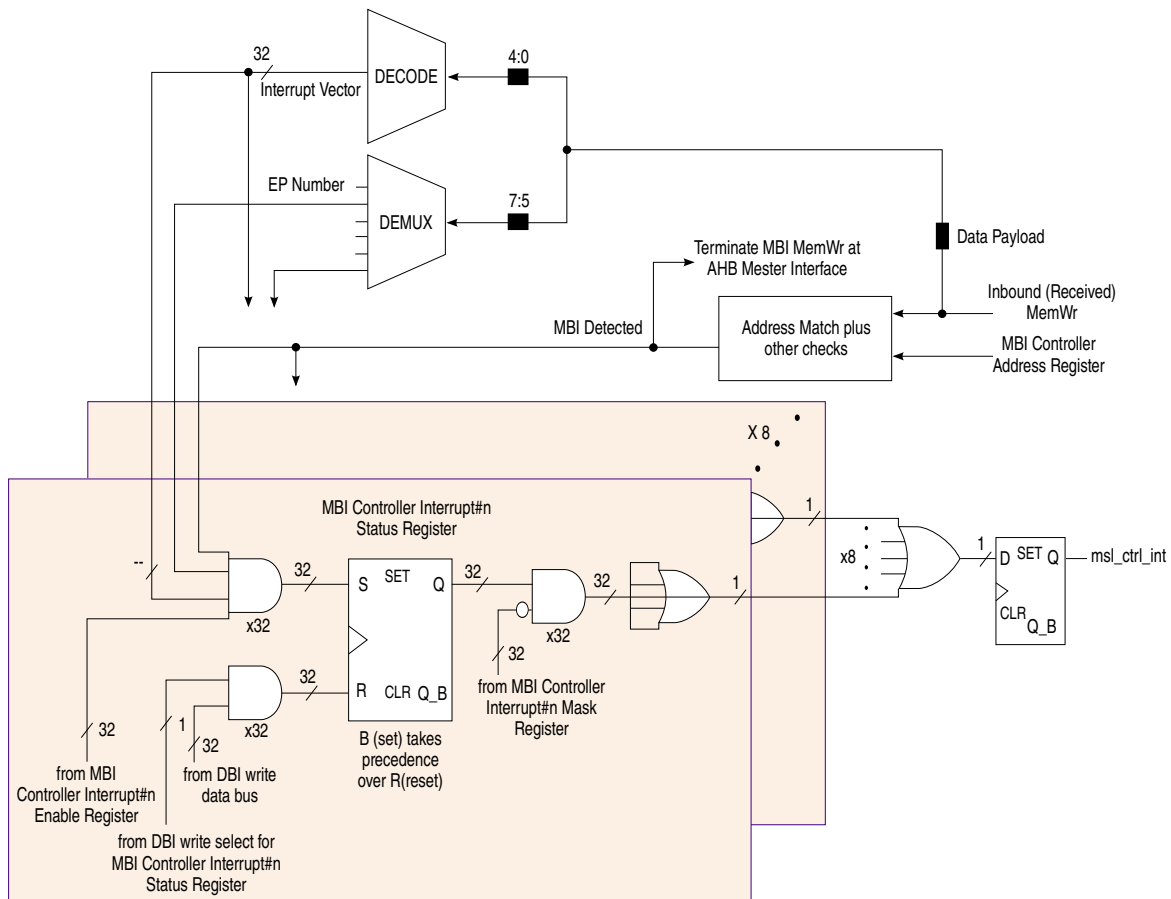 32
Interrupt Vector
DECODE
4:0
EP Number
DEMUX
7:5
Data Payload
Terminate MBI MemWr at
AHB Mester Interface
Inbound (Received)
MemWr
MBI Detected
Address Match plus
other checks
MBI Controller
Address Register
X 8
MBI Controller Interrupt#n
Status Register
1
x8
1
D SET Q
CLR
Q_B
msl_ctrl_int
--
32
x32
S SET Q
R CLR Q_B
32
32
x32
1
32
from MBI Controller
Interrupt#n Mask
Register
32
x32
B (set) takes
precedence
over R(reset)
32
1
32
from MBI
Controller Interrupt#n
Enable Register
from DBI write
data bus
from DBI write select for
MBI Controller Interrupt#n
Status Register